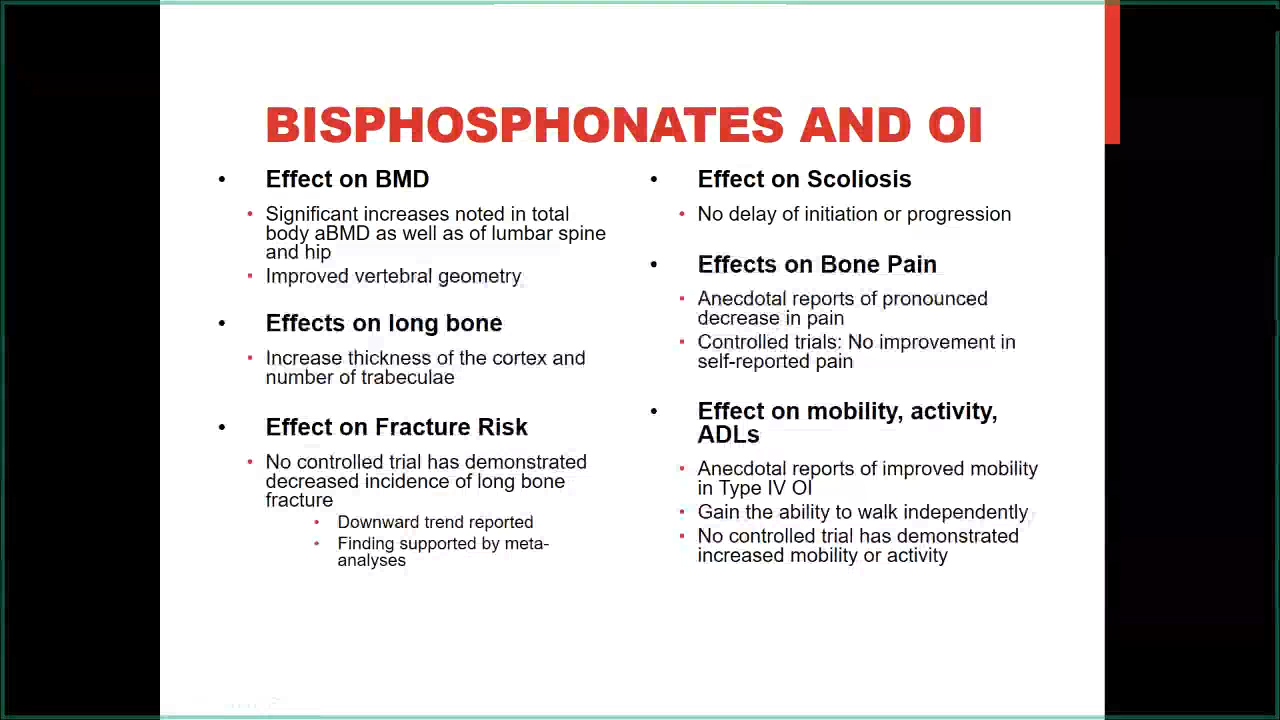 BISPHOSPHONATES AND OI
• Effect on BMD
• Significant increases noted in total
body aBMD as well as of lumbar spine
and hip
• Improved vertebral geometry
• Effects on long bone
• Increase thickness of the cortex and
number of trabeculae
• Effect on Fracture Risk
• No controlled trial has demonstrated
decreased incidence of long bone
fracture
• Downward trend reported
• Finding supported by meta-
analyses
• Effect on Scoliosis
• No delay of initiation or progression
• Effects on Bone Pain
• Anecdotal reports of pronounced
decrease in pain
• Controlled trials: No improvement in
self-reported pain
• Effect on mobility, activity,
ADLs
• Anecdotal reports of improved mobility
in Type IV OI
• Gain the ability to walk independently
• No controlled trial has demonstrated
increased mobility or activity